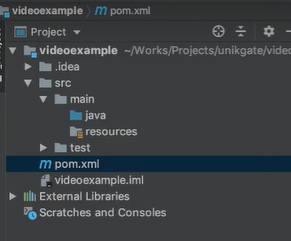 videoexample pom.xml
Project
videoexample ~/Works/Projects/unikgate/video
.idea
src
main
java
resources
test
pom.xml
videoexample.iml
External Libraries
Scratches and Consoles